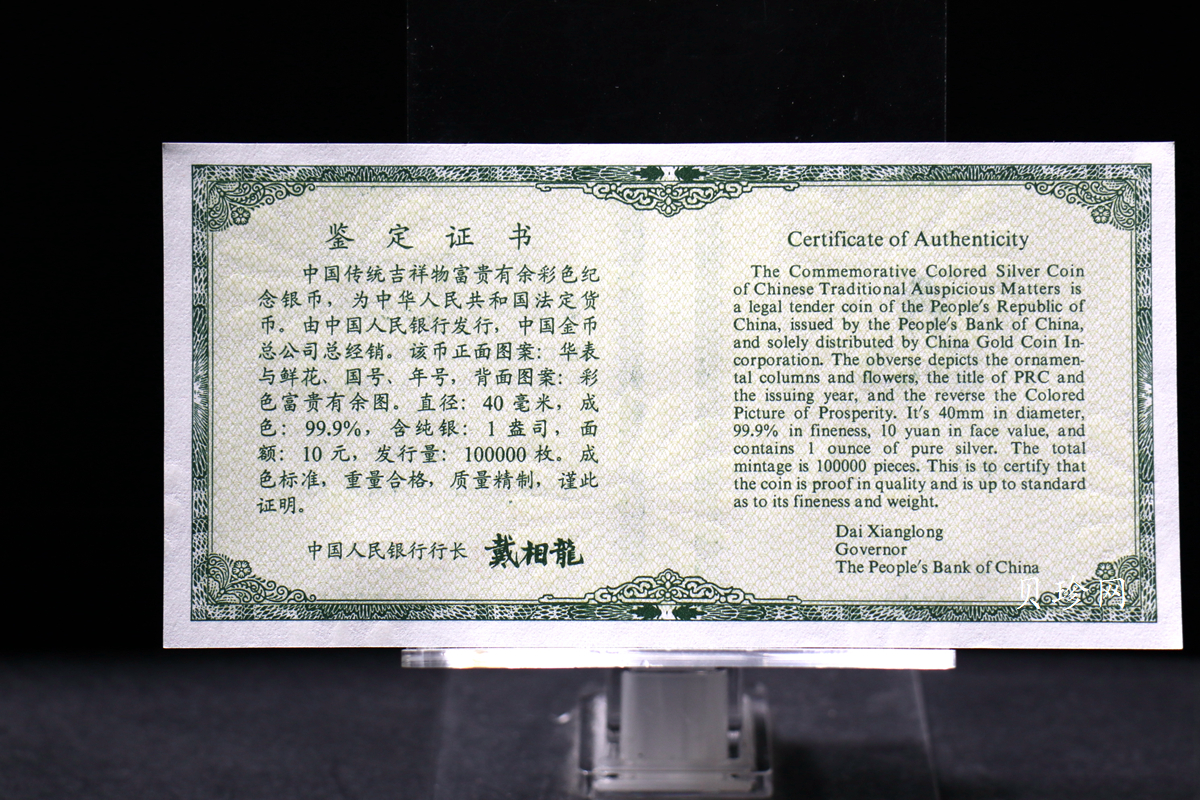 鉴定证书
中国传统吉祥物富贵有余彩色纪
念银币，为中华人民共和国法定货
币。由中国人民银行发行，中国金币
总公司总经销。该币正面图案：华表
与鲜花、国号、年号，背面图案：彩
色富贵有余图。直径：40毫米，成
色：99.9%，含纯银：1盎司，面
额：10元，发行量：100000枚。成
色标准，重量合格，质量精制，谨此
证明。
中国人民银行行长 戴相龍
Certificate of Authenticity
The Commemorative Colored Silver Coin
of Chinese Traditional Auspicious Matters is
a legal tender coin of the People's Republic of
China, issued by the People's Bank of China,
and solely distributed by China Gold Coin In-
corporation. The obverse depicts the ornamen-
tal columns and flowers, the title of PRC and
the issuing year, and the reverse the Colored
Picture of Prosperity. It's 40mm in diameter,
99.9% in fineness, 10 yuan in face value, and
contains 1 ounce of pure silver. The total
mintage is 100000 pieces. This is to certify that
the coin is proof in quality and is up to standard
as to its fineness and weight.
Dai Xianglong
Governor
The People's Bank of China
贝珍网